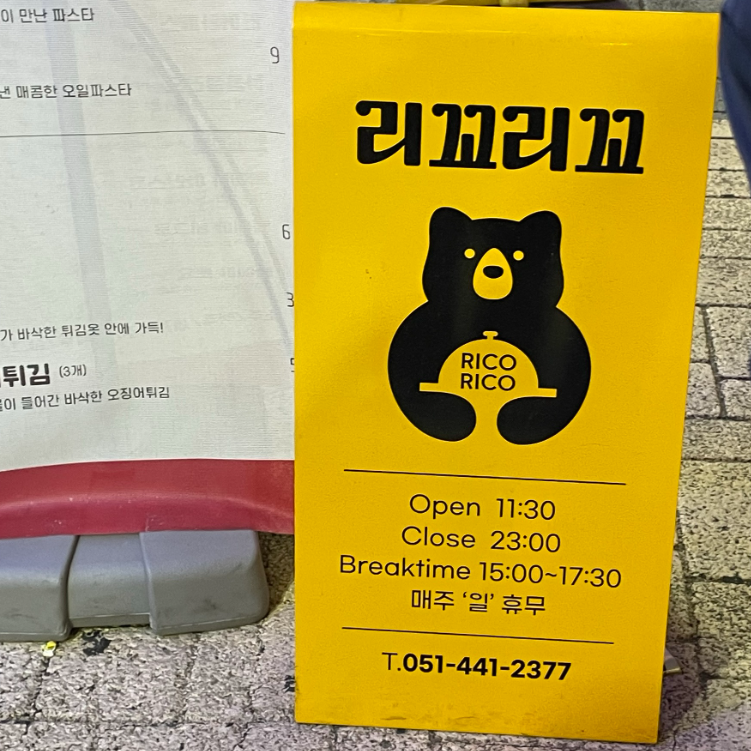 이 만난 파스타
9
낸 매콤한 오일파스타
6
3
가 바삭한 튀김옷 안에 가득!
튀김 (3개)
5
이 들어간 바삭한 오징어튀김
리꼬리꼬
RICO
RICO
Open 11:30
Close 23:00
Breaktime 15:00~17:30
매주 ‘일’ 휴무
T.051-441-2377